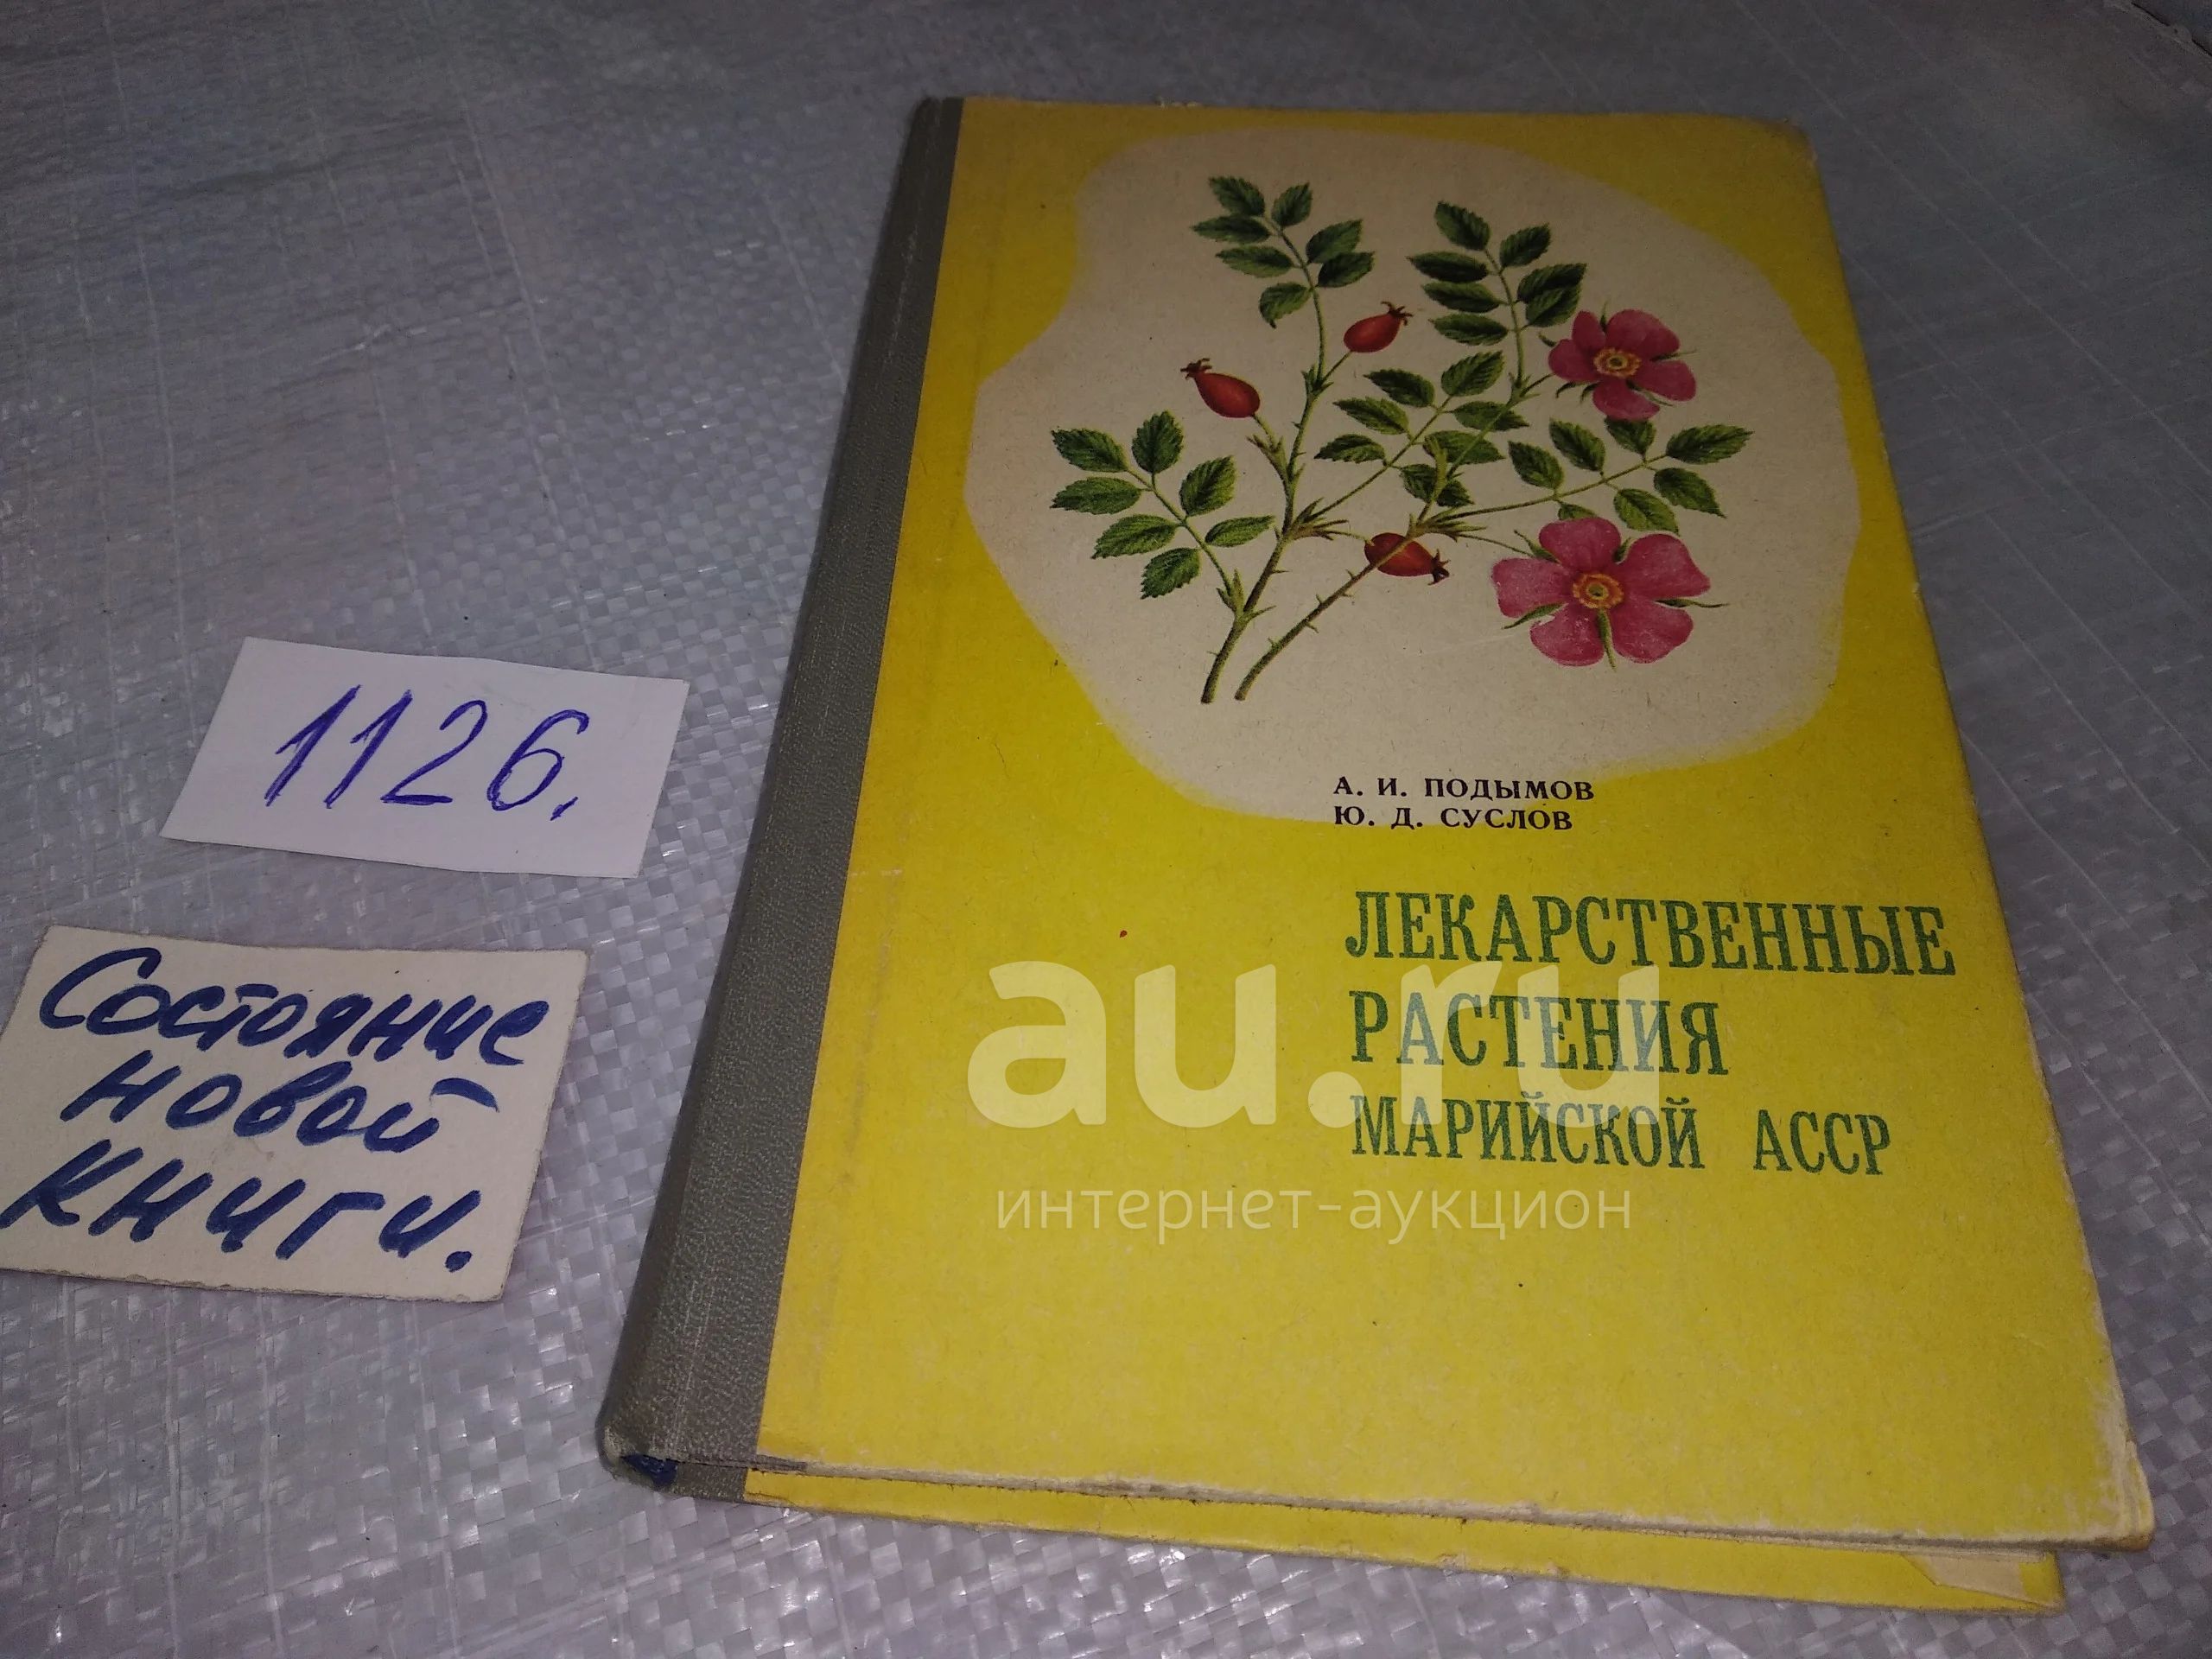 А. И. ПОДЫМОВ
Ю. Д. СУСЛОВ
ЛЕКАРСТВЕННЫЕ
РАСТЕНИЯ
МАРИЙСКОЙ АССР
1126.
Состояние
новой
книги.
au.ru
интернет-аукцион